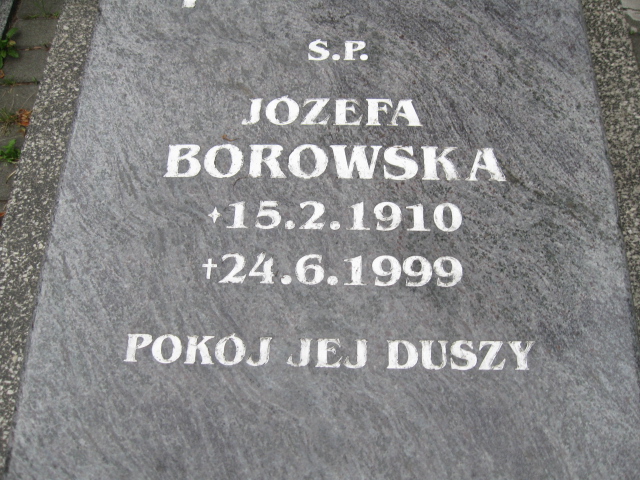 Ś.P.
JÓZEFA
BOROWSKA
15.2.1910
†24.6.1999
POKÓJ JEJ DUSZY